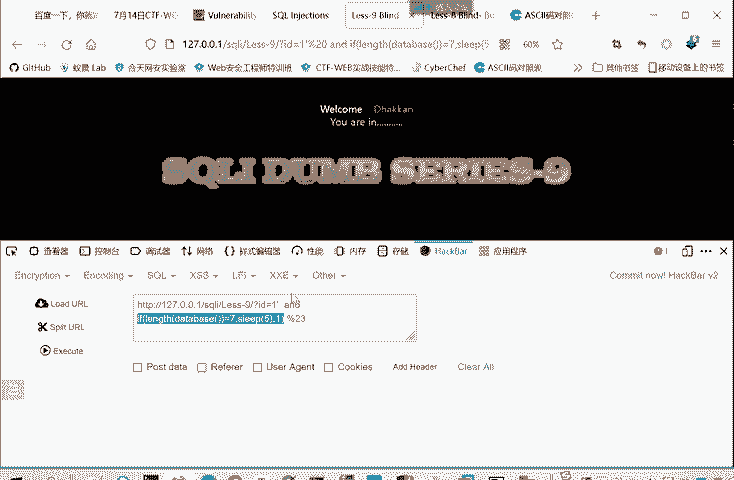 百度一下，你就
7月14日CTF-W
Vulnerability
SQL Injections
Less-9 Blind
Less-8 Blind- Bo
ASCII码对照
127.0.0.1/sqli/Less-9/?id=1'%20 and if(length(database())=7,sleep(5
60%
GitHub
蚁景 Lab
合天网安实验室
Web安全工程师特训班
CTF-WEB实战技能特...
CyberChef
ASCII码对照
其他书签
移动设备上的书签
Welcome Dhakkan
You are in...........
SQLI DUMB SERIES-9
查看器
控制台
调试器
网络
样式编辑器
性能
内存
存储
HackBar
应用程序
1
Encryption
Encoding
SQL
XSS
LFI
XXE
Other
Commit now! HackBar v2
Load URL
Split URL
Execute
http://127.0.0.1/sqli/Less-9/?id=1' and
if(length(database())=7,sleep(5),1) %23
Post data
Referer
User Agent
Cookies
Add Header
Clear All